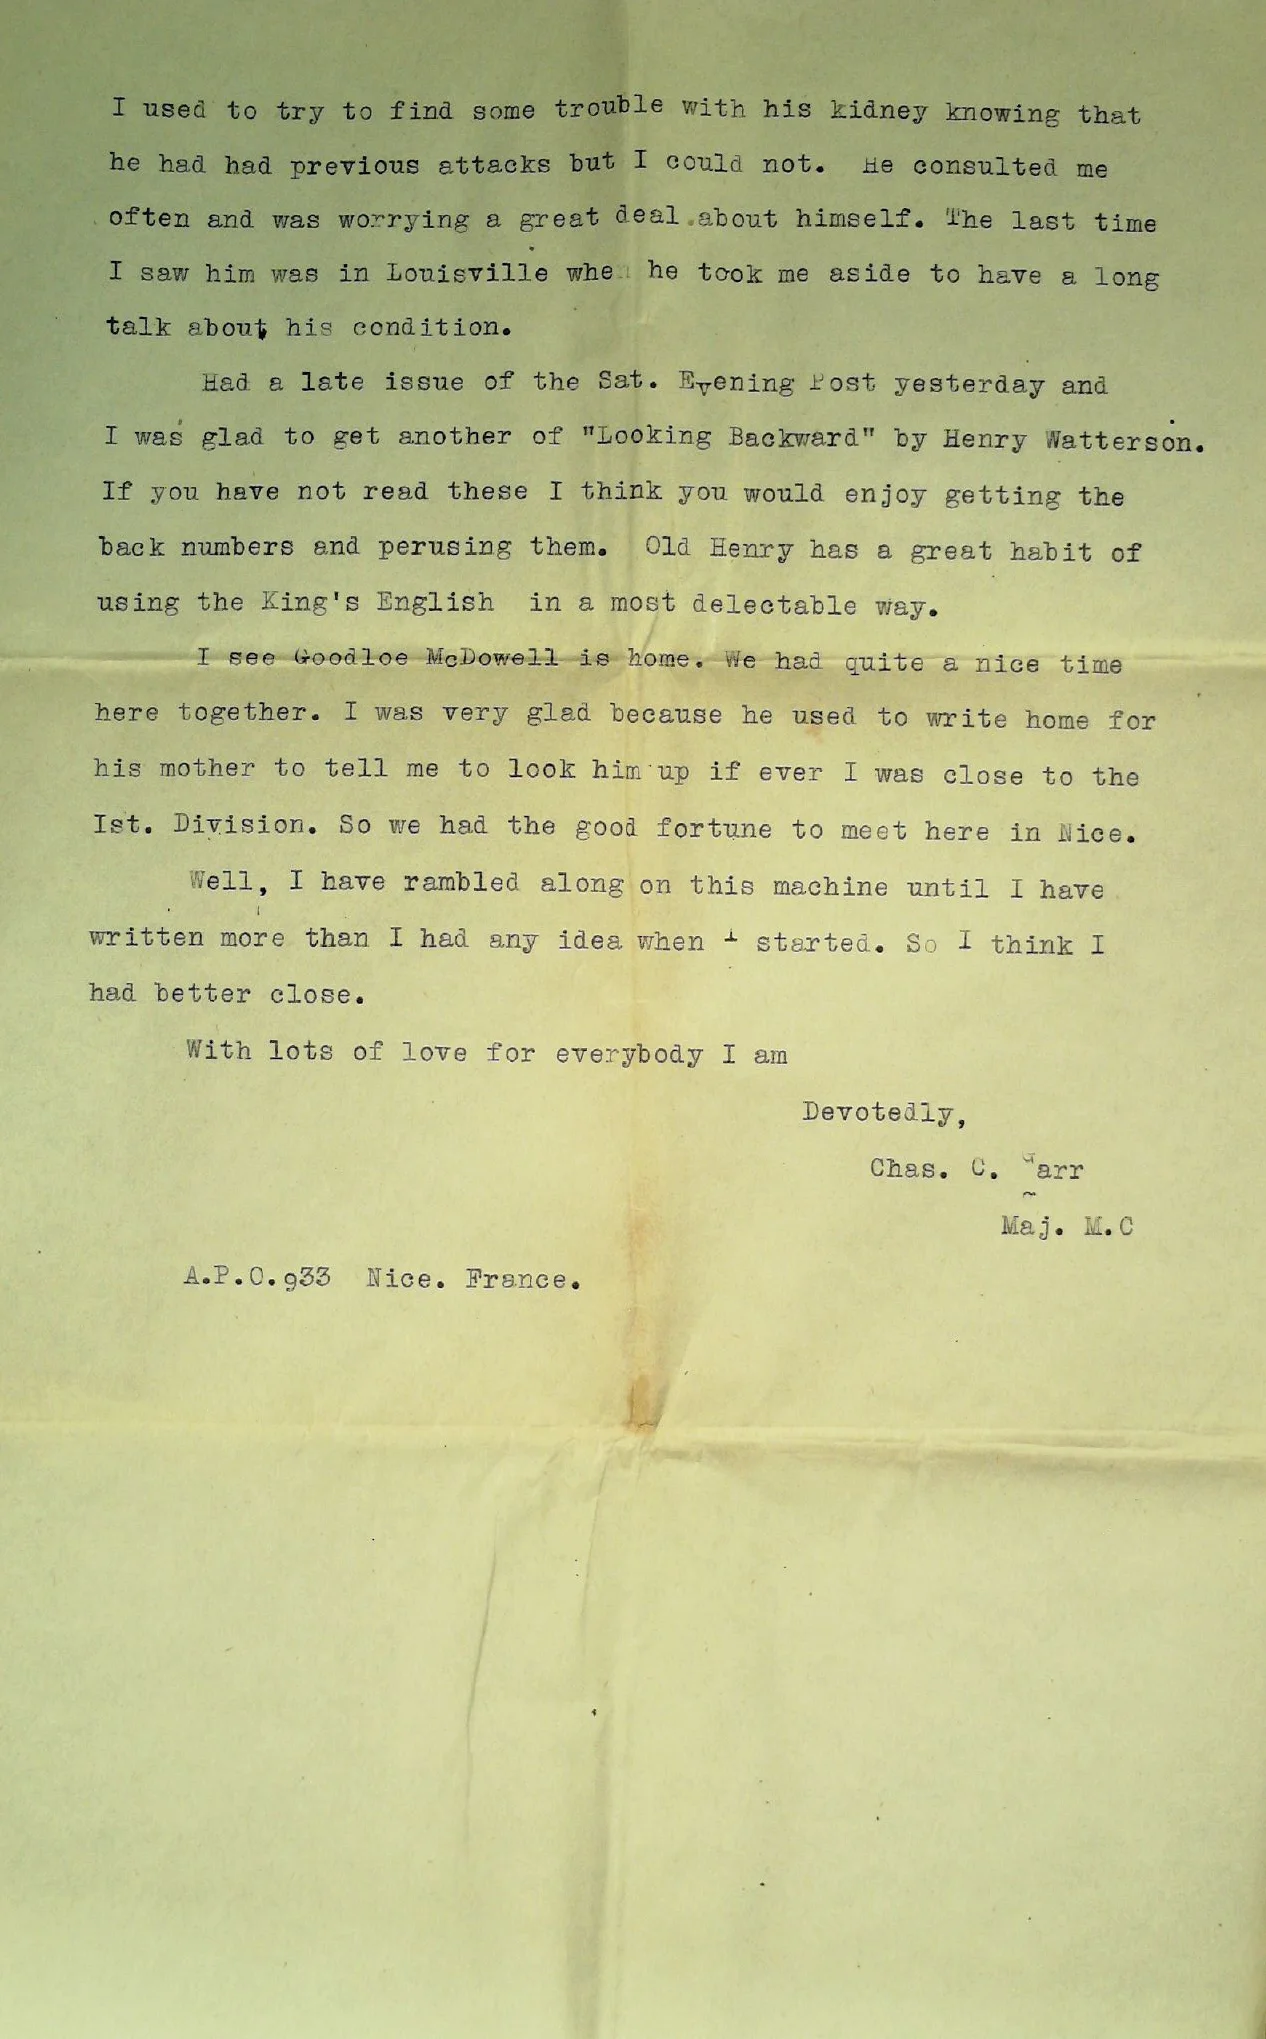 I used to try to find some trouble with his kidney knowing that
he had had previous attacks but I could not. He consulted me
often and was worrying a great deal about himself. The last time
I saw him was in Louisville when he took me aside to have a long
talk about his condition.
Had a late issue of the Sat. Evening Post yesterday and
I was glad to get another of "Looking Backward" by Henry Watterson.
If you have not read these I think you would enjoy getting the
back numbers and perusing them. Old Henry has a great habit of
using the King's English in a most delectable way.
I see Goodloe McDowell is home. We had quite a nice time
here together. I was very glad because he used to write home for
his mother to tell me to look him up if ever I was close to the
Ist. Division. So we had the good fortune to meet here in Nice.
Well, I have rambled along on this machine until I have
written more than I had any idea when I started. So I think I
had better close.
With lots of love for everybody I am
Devotedly,
Chas. C. Garr
Maj. M.C
A.P.O.933 Nice. France.